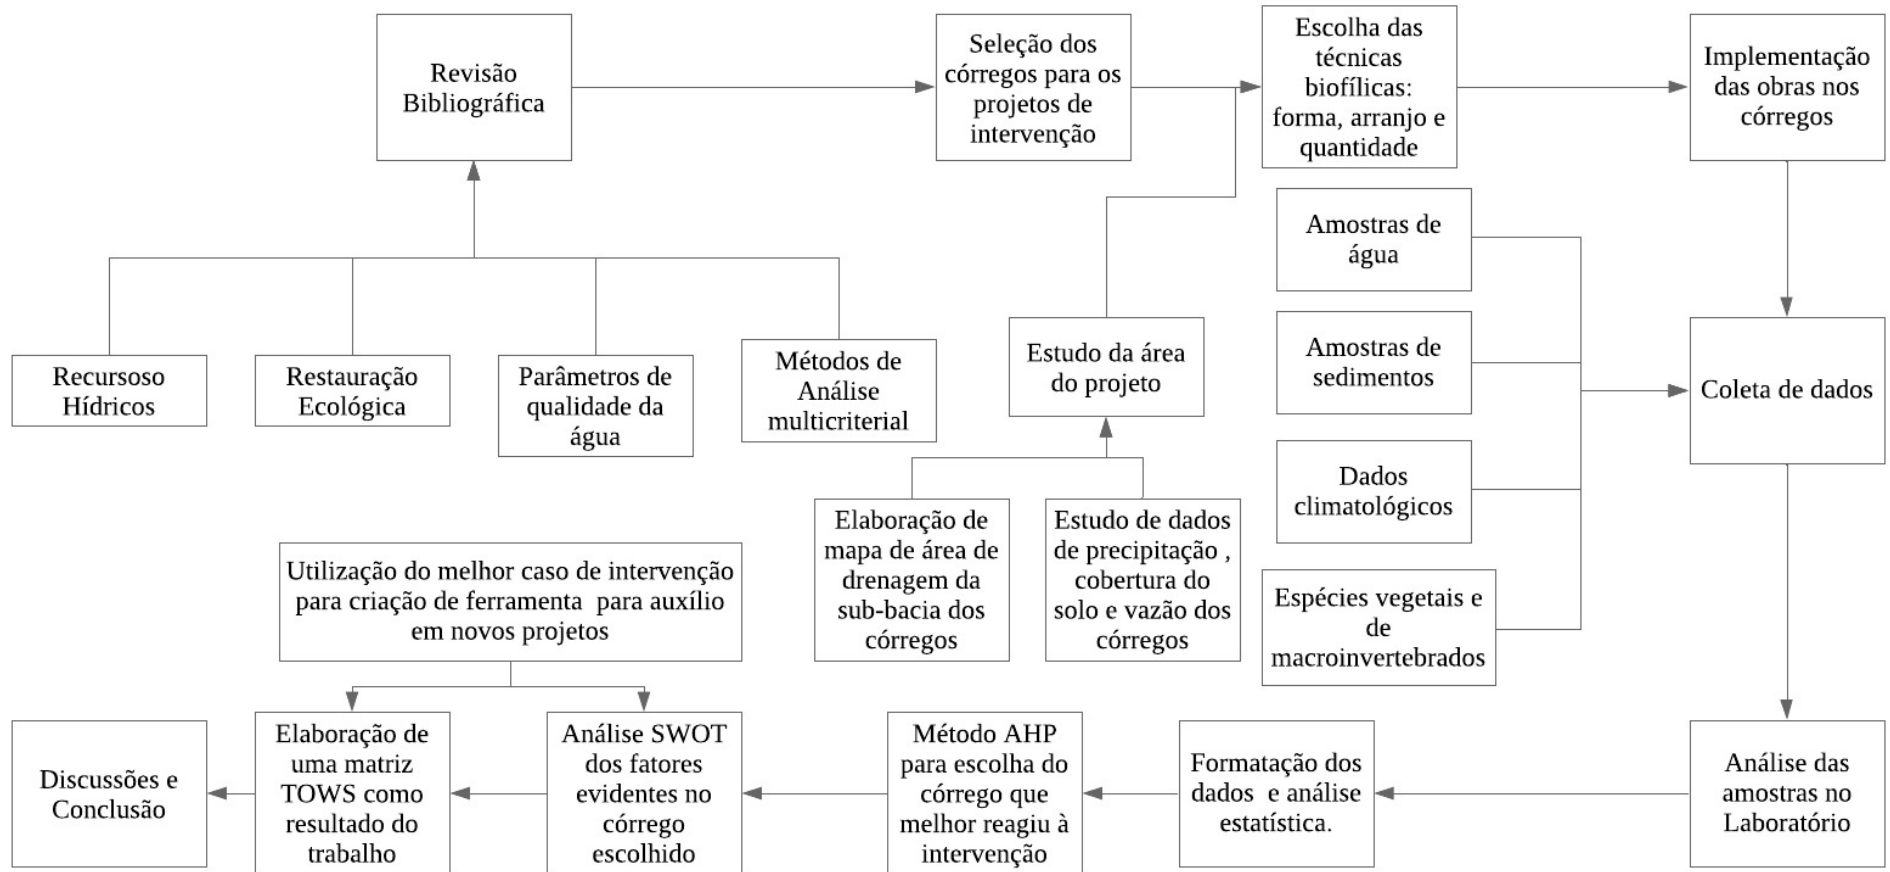 Revisão
Bibliográfica
Seleção dos
córregos para os
projetos de
intervenção
Escolha das
técnicas
biofílicas:
forma, arranjo e
quantidade
Implementação
das obras nos
córregos
Recursoso
Hídricos
Restauração
Ecológica
Parâmetros de
qualidade da
água
Métodos de
Análise
multicriterial
Estudo da área
do projeto
Elaboração de
mapa de área de
drenagem da
sub-bacia dos
córregos
Estudo de dados
de precipitação ,
cobertura do
solo e vazão dos
córregos
Amostras de
água
Amostras de
sedimentos
Dados
climatológicos
Espécies vegetais e
de
macroinvertebrados
Coleta de dados
Análise das
amostras no
Laboratório
Formatação dos
dados e análise
estatística.
Método AHP
para escolha do
córrego que
melhor reagiu à
intervenção
Utilização do melhor caso de intervenção
para criação de ferramenta para auxílio
em novos projetos
Análise SWOT
dos fatores
evidentes no
córrego
escolhido
Elaboração de
uma matriz
TOWS como
resultado do
trabalho
Discussões e
Conclusão